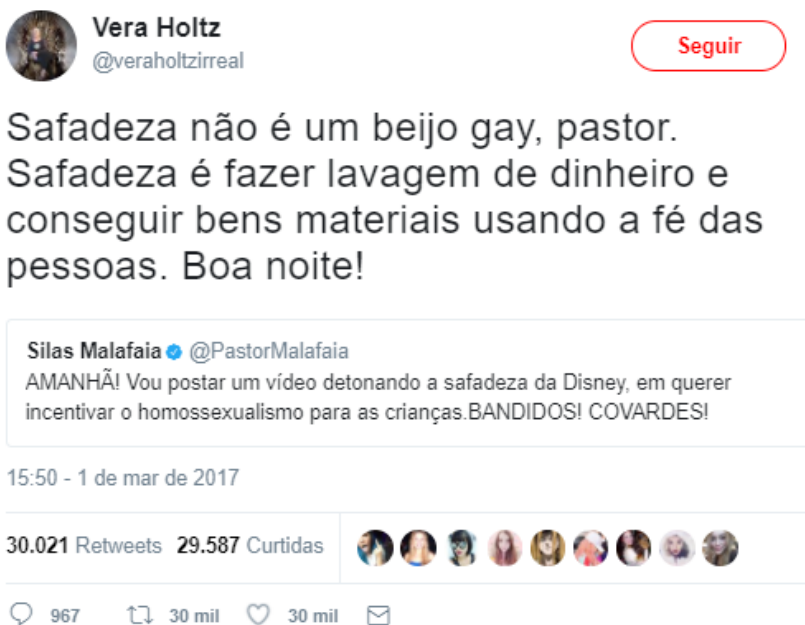 Vera Holtz
@veraholtzirreal
Seguir
Safadeza não é um beijo gay, pastor.
Safadeza é fazer lavagem de dinheiro e
conseguir bens materiais usando a fé das
pessoas. Boa noite!
Silas Malafaia @PastorMalafaia
AMANHÃ! Vou postar um vídeo detonando a safadeza da Disney, em querer
incentivar o homossexualismo para as crianças.BANDIDOS! COVARDES!
15:50 - 1 de mar de 2017
30.021 Retweets 29.587 Curtidas
967 30 mil 30 mil